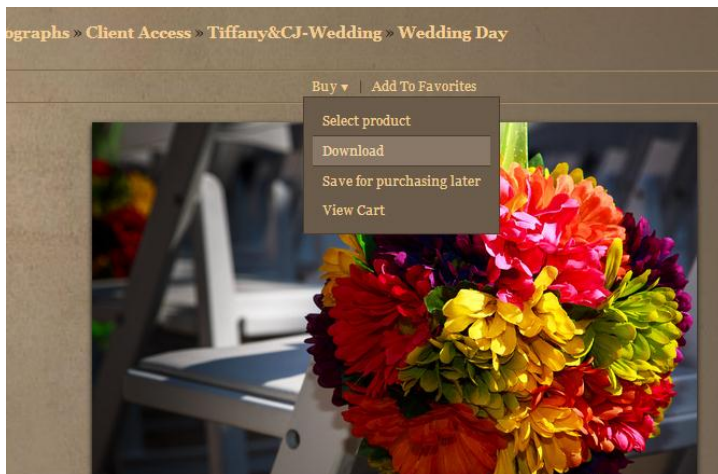 ographs » Client Access » Tiffany&CJ-Wedding » Wedding Day
Buy ▾ | Add To Favorites
Select product
Download
Save for purchasing later
View Cart